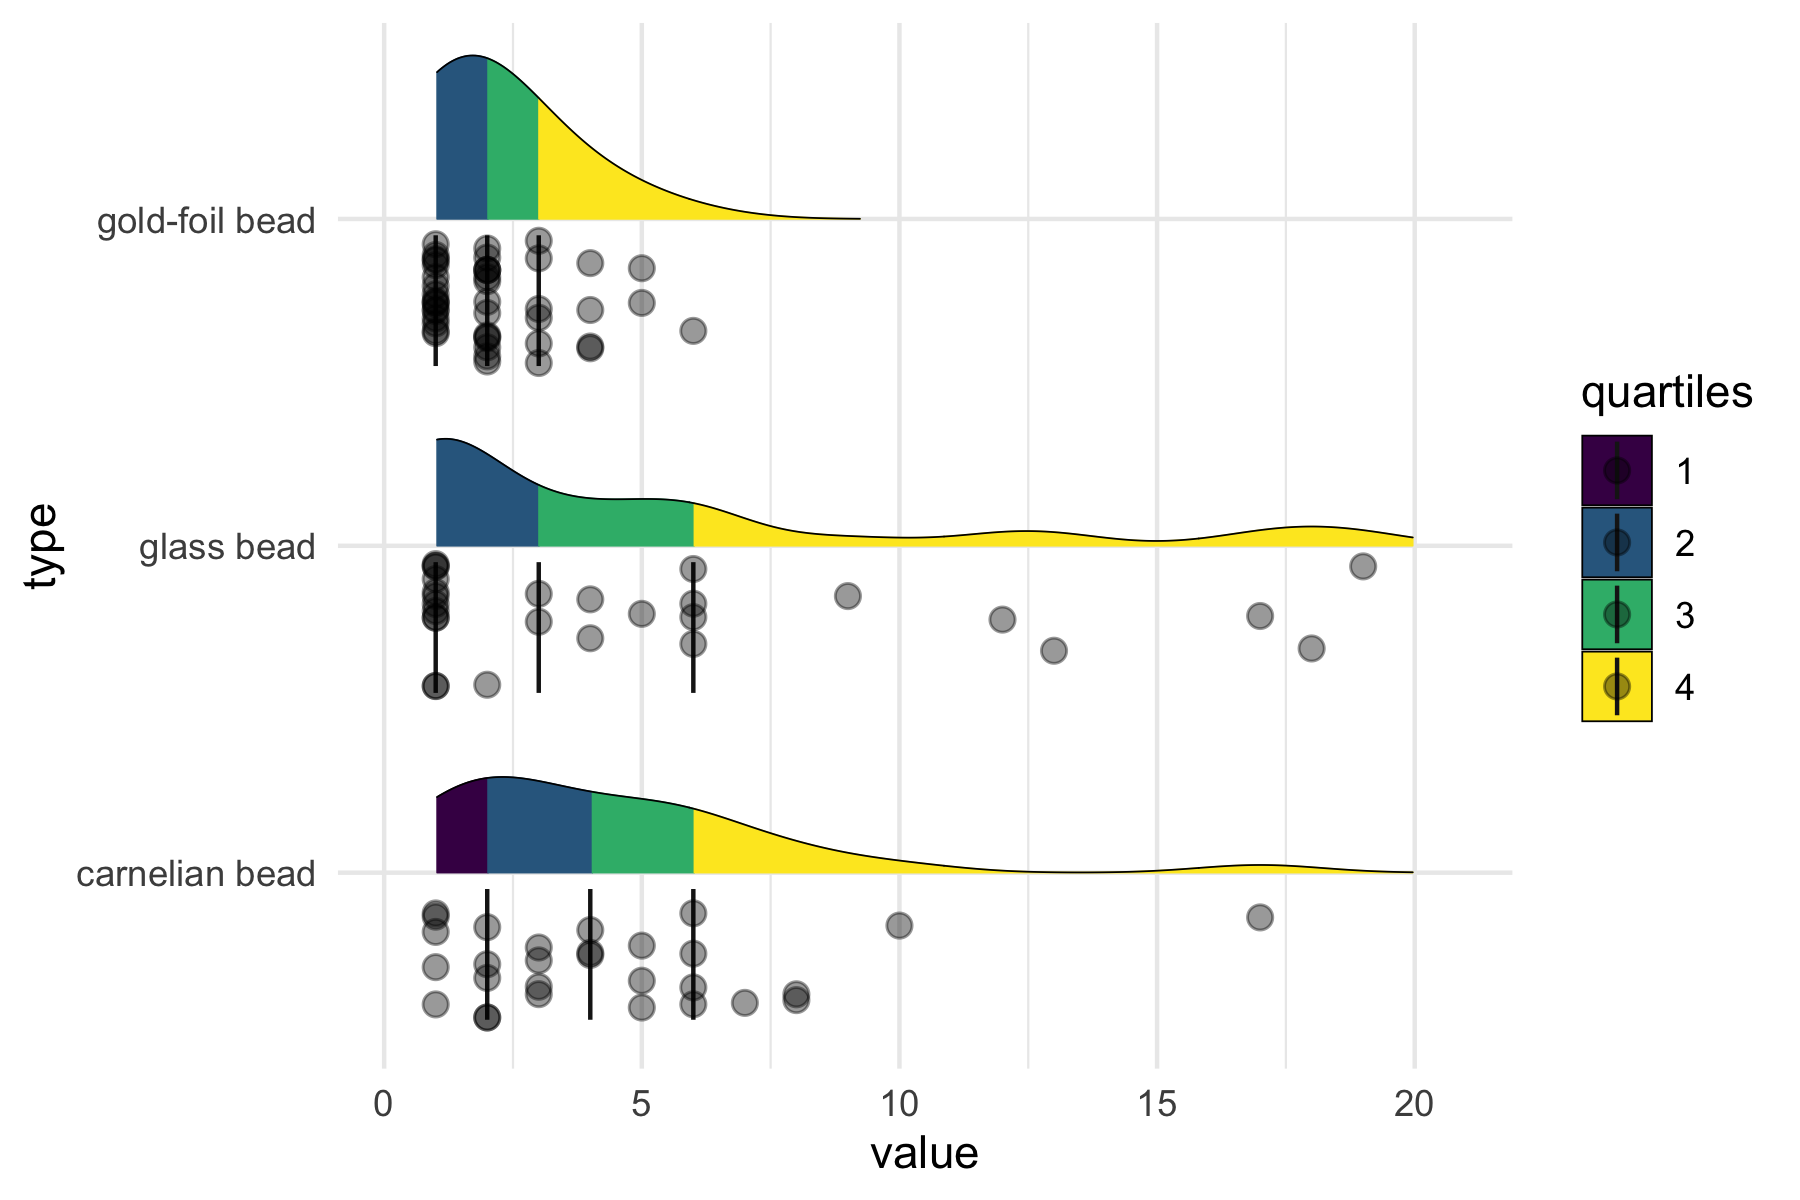 gold-foil bead
glass bead
carnelian bead
type
0 5 10 15 20
value
quartiles
1
2
3
4